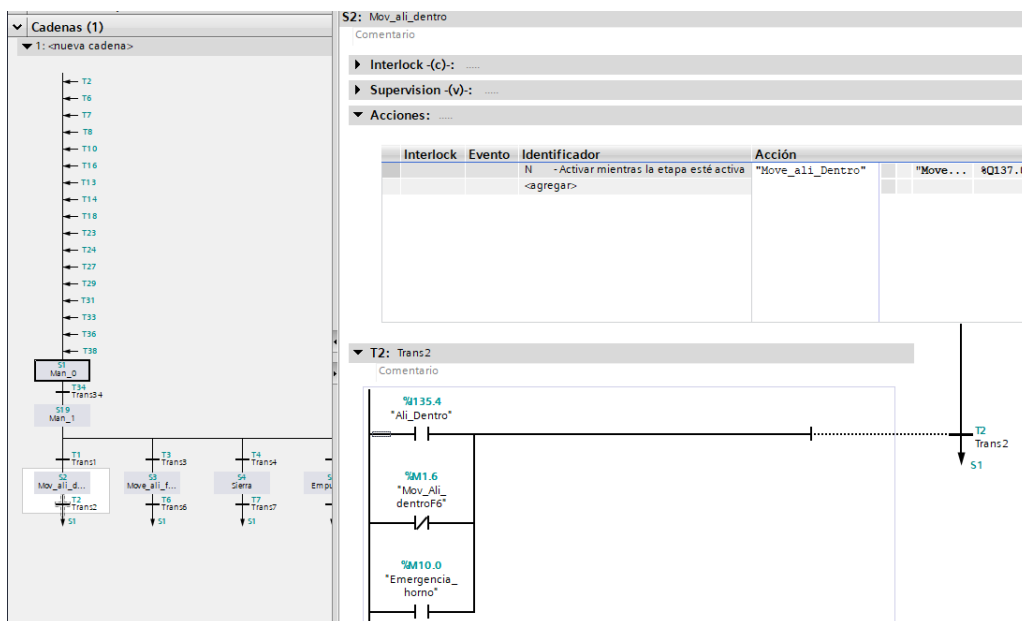 Cadenas (1)
1: <nueva cadena>
T2
T6
T7
T8
T10
T16
T13
T14
T18
T23
T24
T27
T29
T31
T33
T36
T38
S1
Man_0
T34
Trans34
S19
Man_1
T1
Trans1
T3
Trans3
T4
Trans4
S2
Mov_ali_d...
S3
Move_ali_f...
S4
Sierra
S
Empu
T2
Trans2
T6
Trans6
T7
Trans7
S1
S1
S1
S2: Mov_ali_dentro
Comentario
Interlock -(c)-: .....
Supervision -(v)-: .....
Acciones: .....
Interlock Evento Identificador Acción
N - Activar mientras la etapa esté activa "Move_ali_Dentro" "Move... %Q137.
<agregar>
T2: Trans2
Comentario
%I135.4
"Ali_Dentro"
%M1.6
"Mov_Ali_
dentroF6"
%M10.0
"Emergencia_
horno"
T2
Trans2
S1